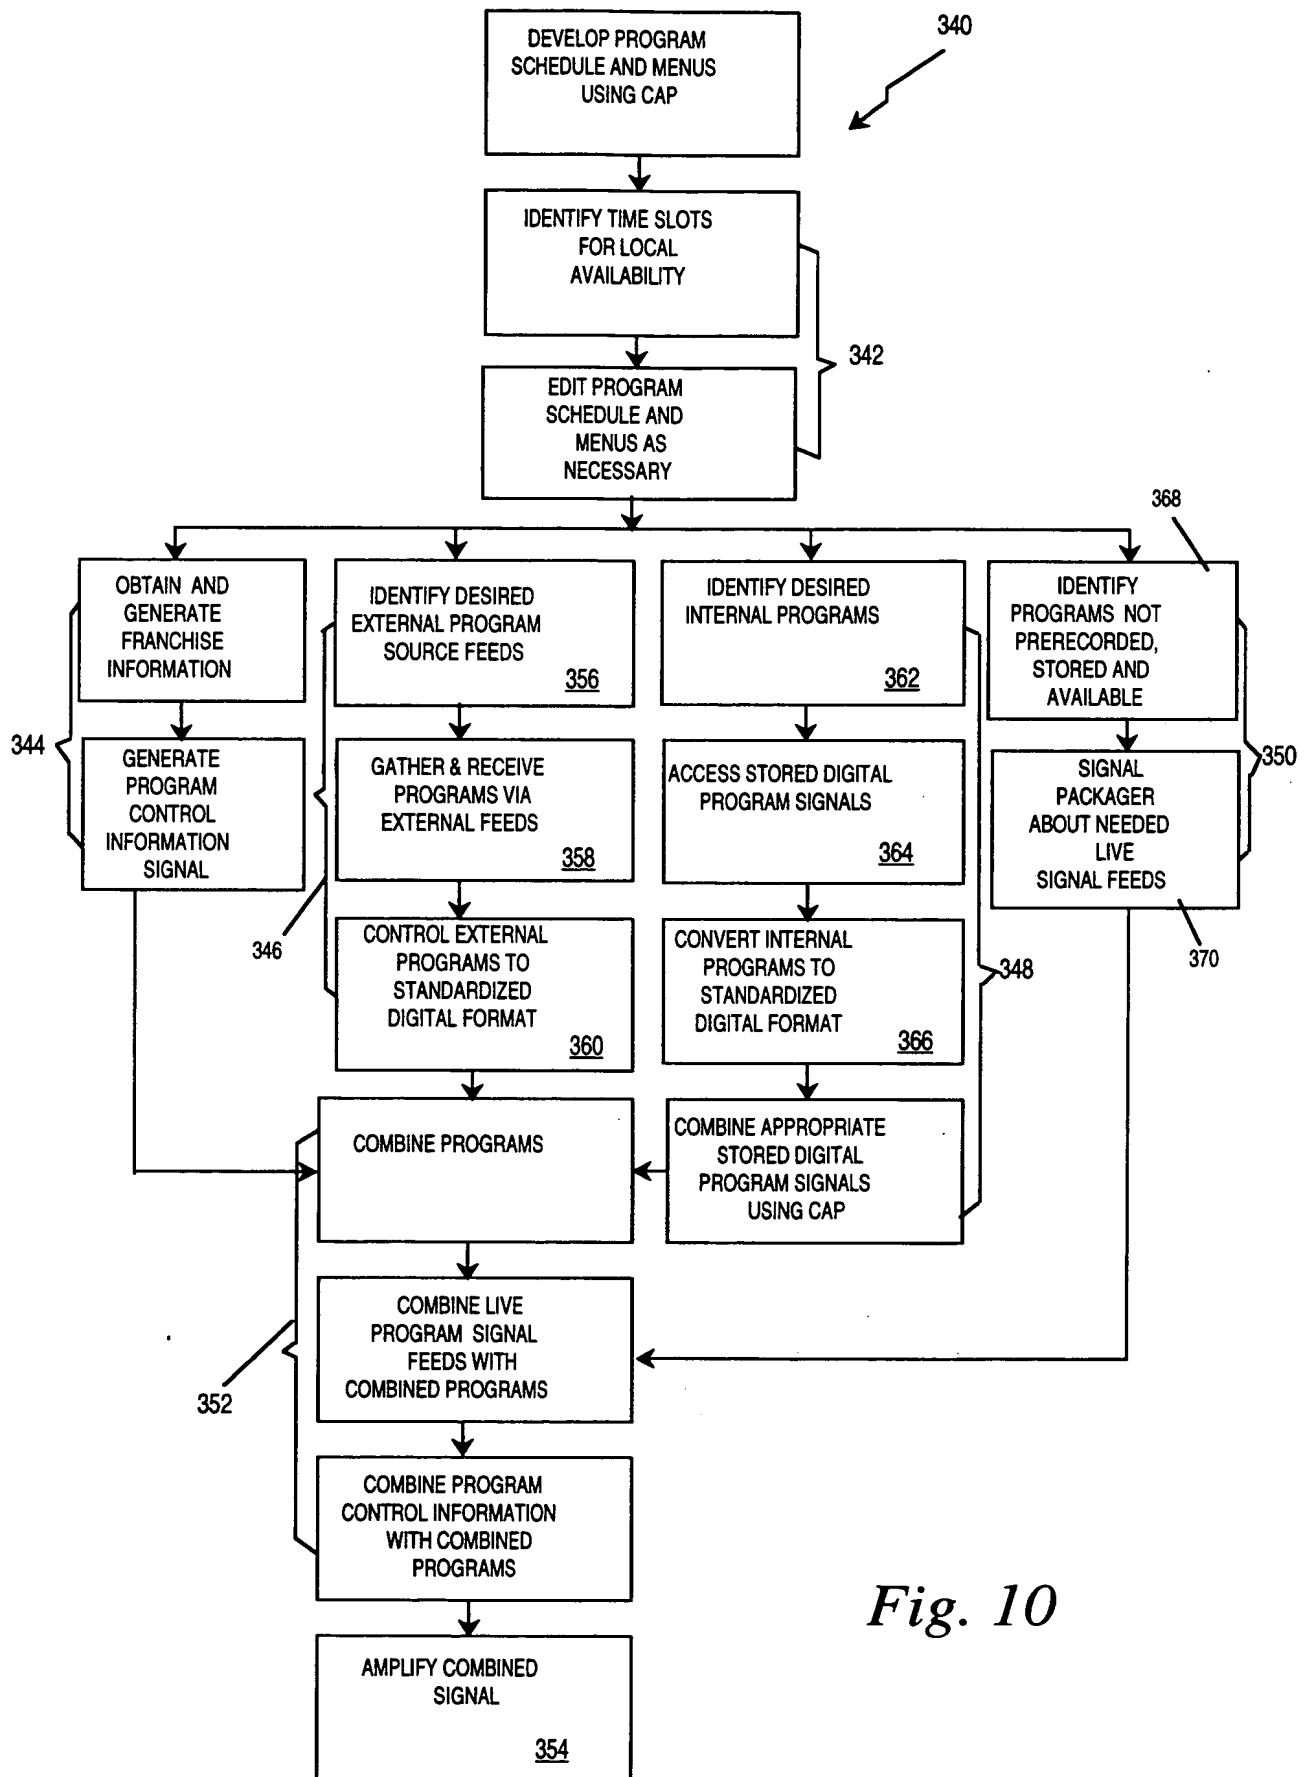 DEVELOP PROGRAM
SCHEDULE AND MENUS
USING CAP
340
IDENTIFY TIME SLOTS
FOR LOCAL
AVAILABILITY
342
EDIT PROGRAM
SCHEDULE AND
MENUS AS
NECESSARY
368
OBTAIN AND
GENERATE
FRANCHISE
INFORMATION
344
GENERATE
PROGRAM
CONTROL
INFORMATION
SIGNAL
IDENTIFY DESIRED
EXTERNAL PROGRAM
SOURCE FEEDS
356
GATHER & RECEIVE
PROGRAMS VIA
EXTERNAL FEEDS
358
346
CONTROL EXTERNAL
PROGRAMS TO
STANDARDIZED
DIGITAL FORMAT
360
IDENTIFY DESIRED
INTERNAL PROGRAMS
362
ACCESS STORED DIGITAL
PROGRAM SIGNALS
364
CONVERT INTERNAL
PROGRAMS TO
STANDARDIZED
DIGITAL FORMAT
366
348
COMBINE APPROPRIATE
STORED DIGITAL
PROGRAM SIGNALS
USING CAP
IDENTIFY
PROGRAMS NOT
PRERECORDED,
STORED AND
AVAILABLE
350
SIGNAL
PACKAGER
ABOUT NEEDED
LIVE
SIGNAL FEEDS
370
COMBINE PROGRAMS
COMBINE LIVE
PROGRAM SIGNAL
FEEDS WITH
COMBINED PROGRAMS
352
COMBINE PROGRAM
CONTROL INFORMATION
WITH COMBINED
PROGRAMS
AMPLIFY COMBINED
SIGNAL
354
Fig. 10